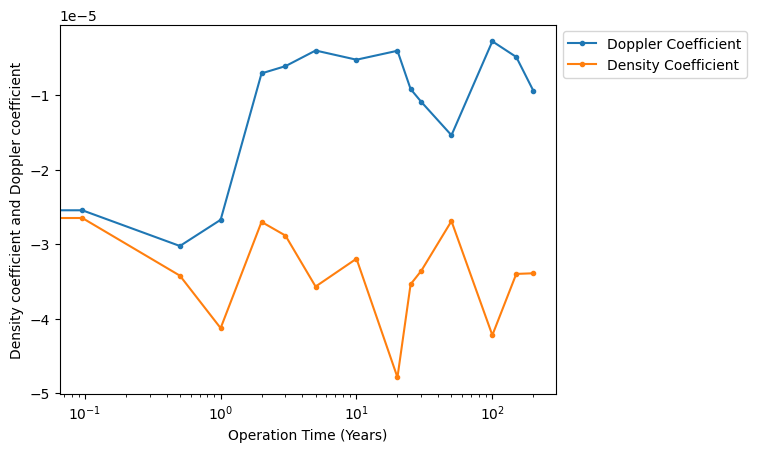 1e−5
Doppler Coefficient
Density Coefficient
Density coefficient and Doppler coefficient
−1
−2
−3
−4
−5
10⁻¹
10⁰
10¹
10²
Operation Time (Years)